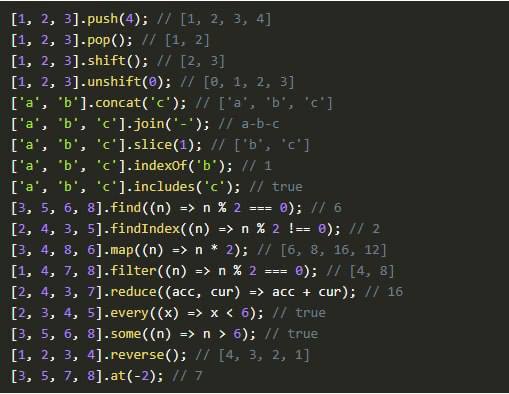 [1, 2, 3].push(4); // [1, 2, 3, 4]
[1, 2, 3].pop(); // [1, 2]
[1, 2, 3].shift(); // [2, 3]
[1, 2, 3].unshift(0); // [0, 1, 2, 3]
['a', 'b'].concat('c'); // ['a', 'b', 'c']
['a', 'b', 'c'].join('-'); // a-b-c
['a', 'b', 'c'].slice(1); // ['b', 'c']
['a', 'b', 'c'].indexOf('b'); // 1
['a', 'b', 'c'].includes('c'); // true
[3, 5, 6, 8].find((n) => n % 2 === 0); // 6
[2, 4, 3, 5].findIndex((n) => n % 2 !== 0); // 2
[3, 4, 8, 6].map((n) => n * 2); // [6, 8, 16, 12]
[1, 4, 7, 8].filter((n) => n % 2 === 0); // [4, 8]
[2, 4, 3, 7].reduce((acc, cur) => acc + cur); // 16
[2, 3, 4, 5].every((x) => x < 6); // true
[3, 5, 6, 8].some((n) => n > 6); // true
[1, 2, 3, 4].reverse(); // [4, 3, 2, 1]
[3, 5, 7, 8].at(-2); // 7